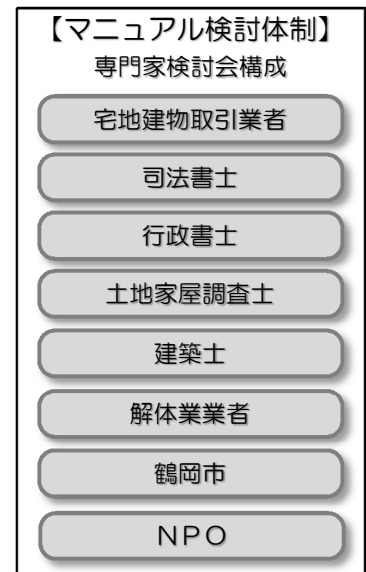 【マニュアル検討体制】
専門家検討会構成
宅地建物取引業者
司法書士
行政書士
土地家屋調査士
建築士
解体業業者
鶴岡市
ＮＰＯ